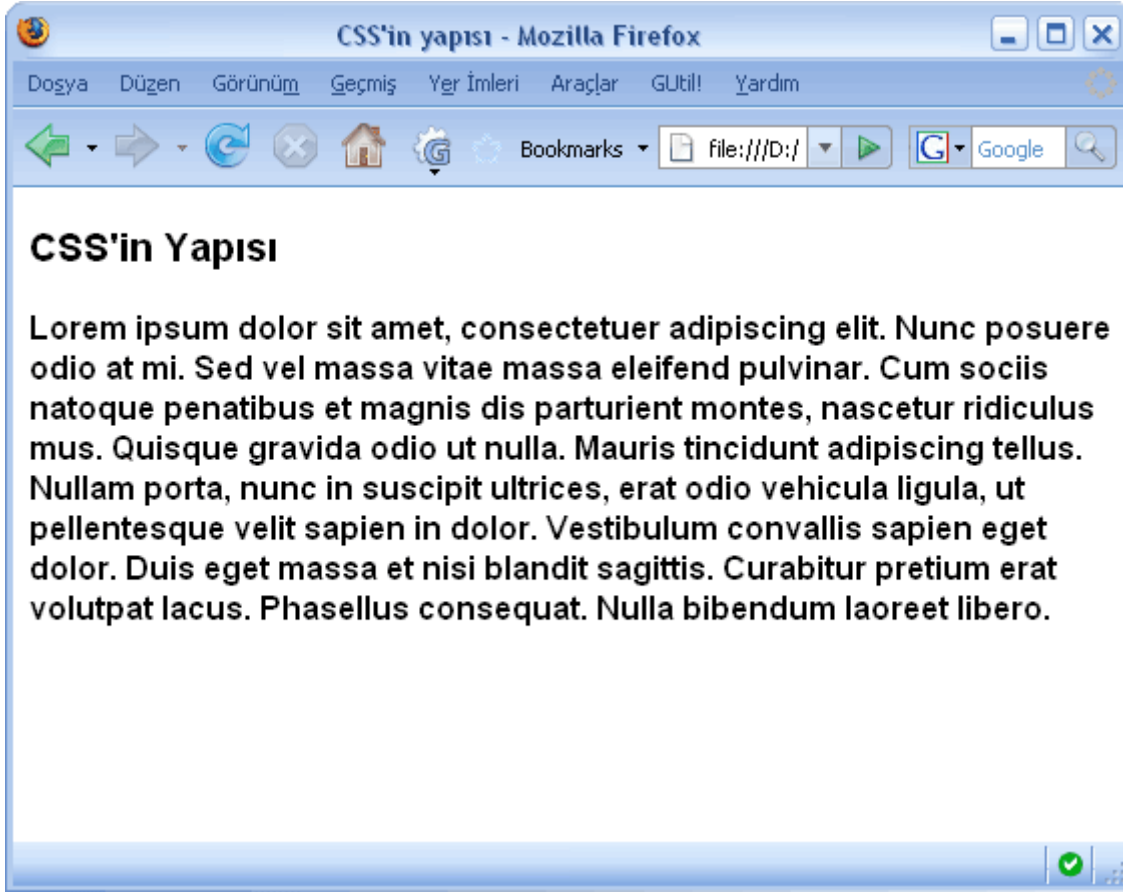 CSS'in yapısı - Mozilla Firefox
Dosya Düzen Görünüm Geçmiş Yer İmleri Araçlar GUtil! Yardım
Bookmarks file:///D:/ G Google
CSS'in Yapısı
Lorem ipsum dolor sit amet, consectetuer adipiscing elit. Nunc posuere
odio at mi. Sed vel massa vitae massa eleifend pulvinar. Cum sociis
natoque penatibus et magnis dis parturient montes, nascetur ridiculus
mus. Quisque gravida odio ut nulla. Mauris tincidunt adipiscing tellus.
Nullam porta, nunc in suscipit ultrices, erat odio vehicula ligula, ut
pellentesque velit sapien in dolor. Vestibulum convallis sapien eget
dolor. Duis eget massa et nisi blandit sagittis. Curabitur pretium erat
volutpat lacus. Phasellus consequat. Nulla bibendum laoreet libero.